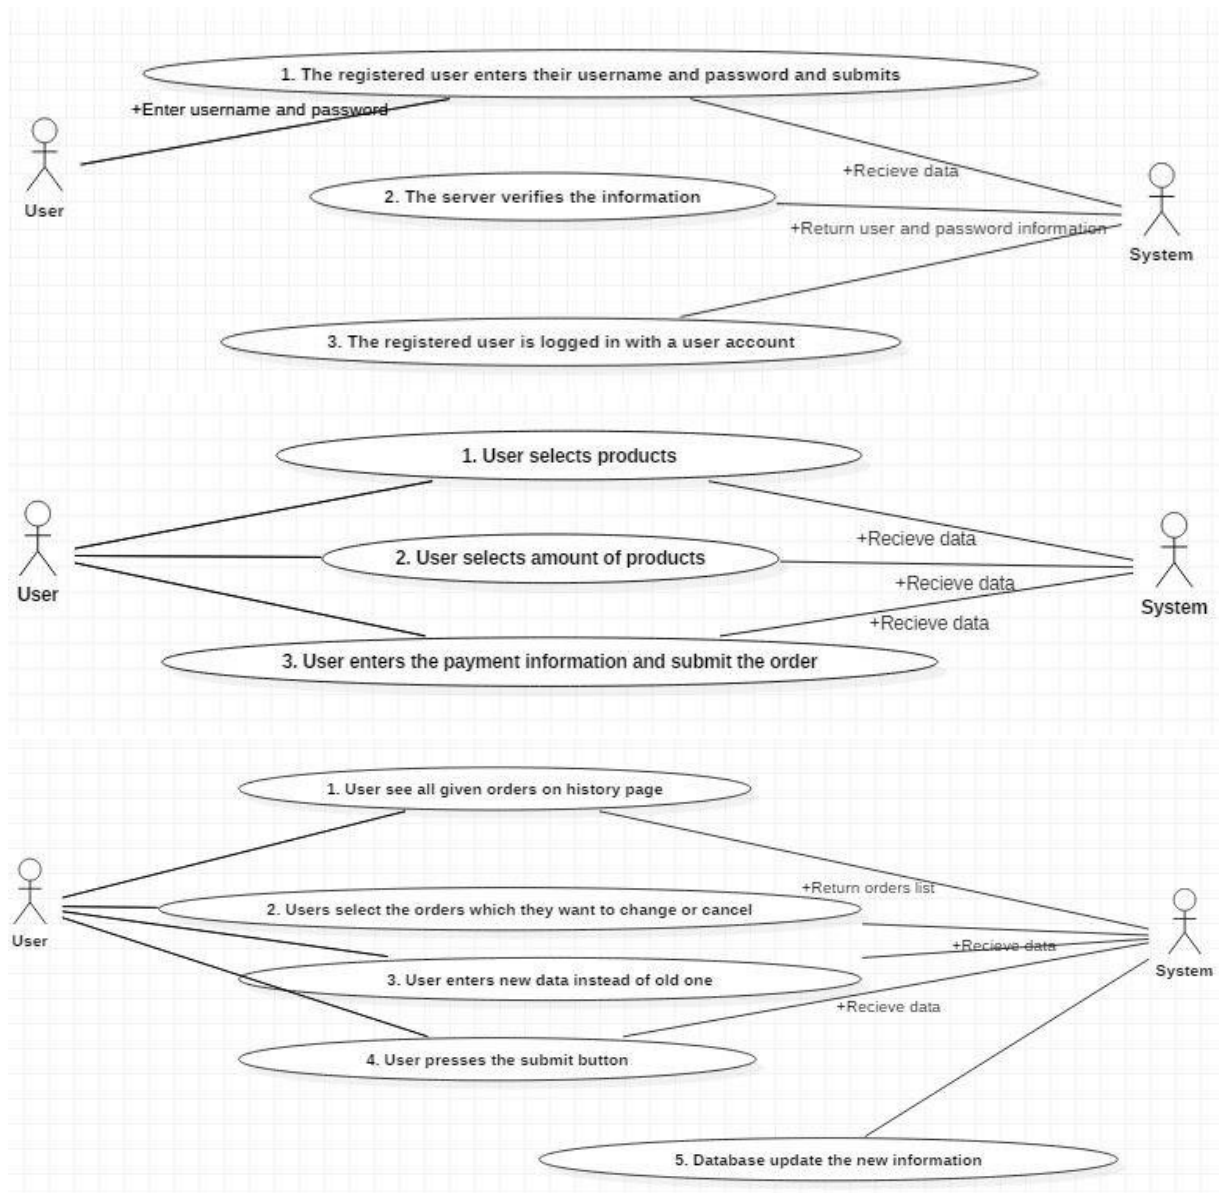 1. The registered user enters their username and password and submits
+Enter username and password
+Recieve data
2. The server verifies the information
User
+Return user and password information
System
3. The registered user is logged in with a user account
1. User selects products
+Recieve data
2. User selects amount of products
+Recieve data
User
System
+Recieve data
3. User enters the payment information and submit the order
1. User see all given orders on history page
+Return orders list
2. Users select the orders which they want to change or cancel
User
+Recieve data
System
3. User enters new data instead of old one
+Recieve data
4. User presses the submit button
5. Database update the new information